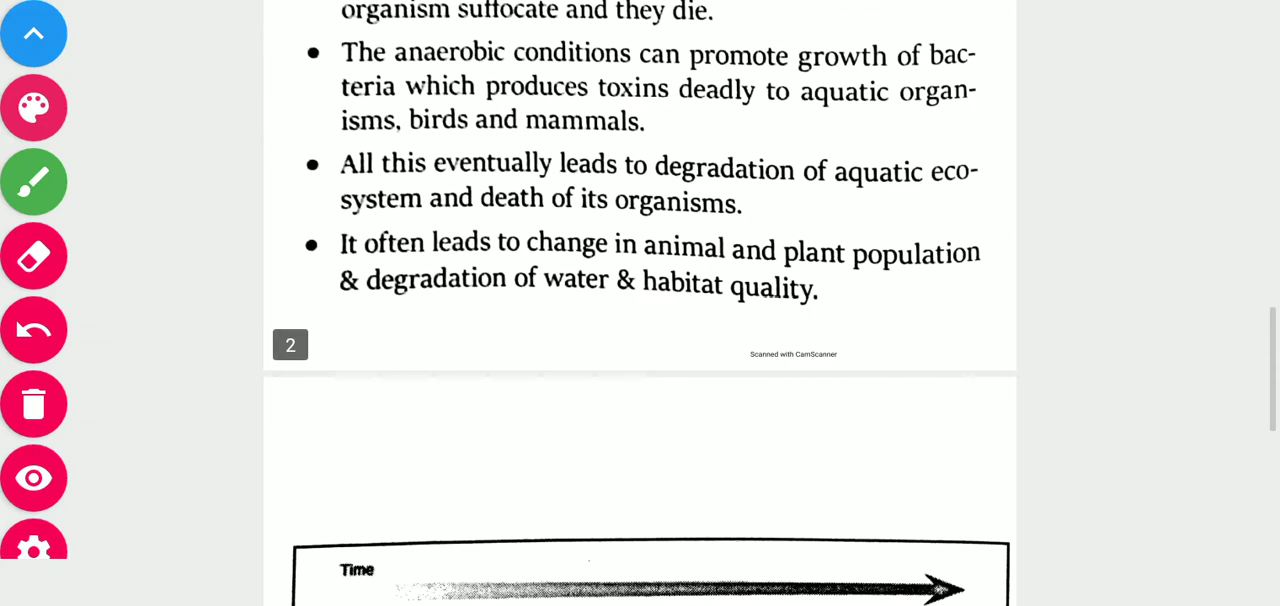 organism suffocate and they die.
• The anaerobic conditions can promote growth of bac-
teria which produces toxins deadly to aquatic organ-
isms, birds and mammals.
• All this eventually leads to degradation of aquatic eco-
system and death of its organisms.
• It often leads to change in animal and plant population
& degradation of water & habitat quality.
2
Scanned with CamScanner
Time